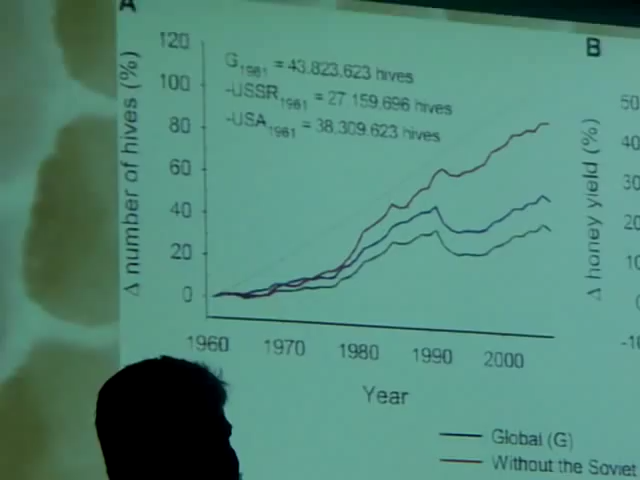 A
B
120
100
80
60
40
20
0
Δ number of hives (%)
G1961 = 43.823.623 hives
-USSR1961 = 27 159.696 hives
-USA1961 = 38.309.623 hives
1960 1970 1980 1990 2000
Year
Global (G)
Without the Soviet
Δ honey yield (%)
50
40
30
20
10
0
-10